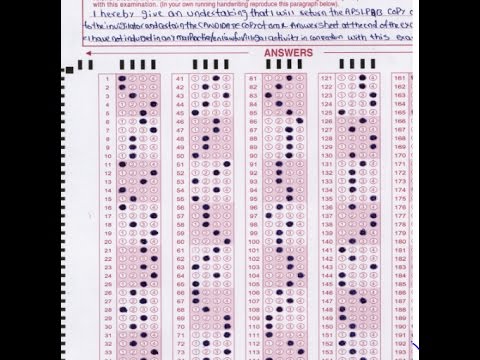 with this examination. (In your own running handwriting reproduce this paragraph below).
I hereby give an undertaking that I will return the APSLPRB COPY
to the invigilator and retain the Candidate copy of OMR Answer sheet at the end of the
I have not indulged in any malpractice/unlawful/illegal activity in connection with this
ANSWERS
1 41 81 121 161
2 42 82 122 162
3 43 83 123 163
4 44 84 124 164
5 45 85 125 165
6 46 86 126 166
7 47 87 127 167
8 48 88 128 168
9 49 89 129 169
10 50 90 130 170
11 51 91 131 171
12 52 92 132 172
13 53 93 133 173
14 54 94 134 174
15 55 95 135 175
16 56 96 136 176
17 57 97 137 177
18 58 98 138 178
19 59 99 139 179
20 60 100 140 180
21 61 101 141 181
22 62 102 142 182
23 63 103 143 183
24 64 104 144 184
25 65 105 145 185
26 66 106 146 186
27 67 107 147 187
28 68 108 148 188
29 69 109 149 189
30 70 110 150 190
31 71 111 151 191
32 72 112 152 192
33 73 113 153 193